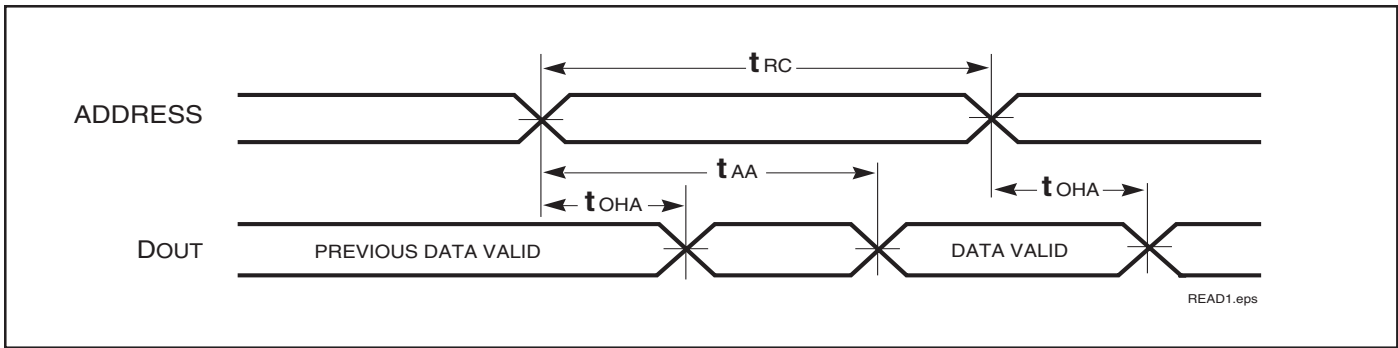 tRC
ADDRESS
tAA
tOHA
tOHA
DOUT
PREVIOUS DATA VALID
DATA VALID
READ1.eps